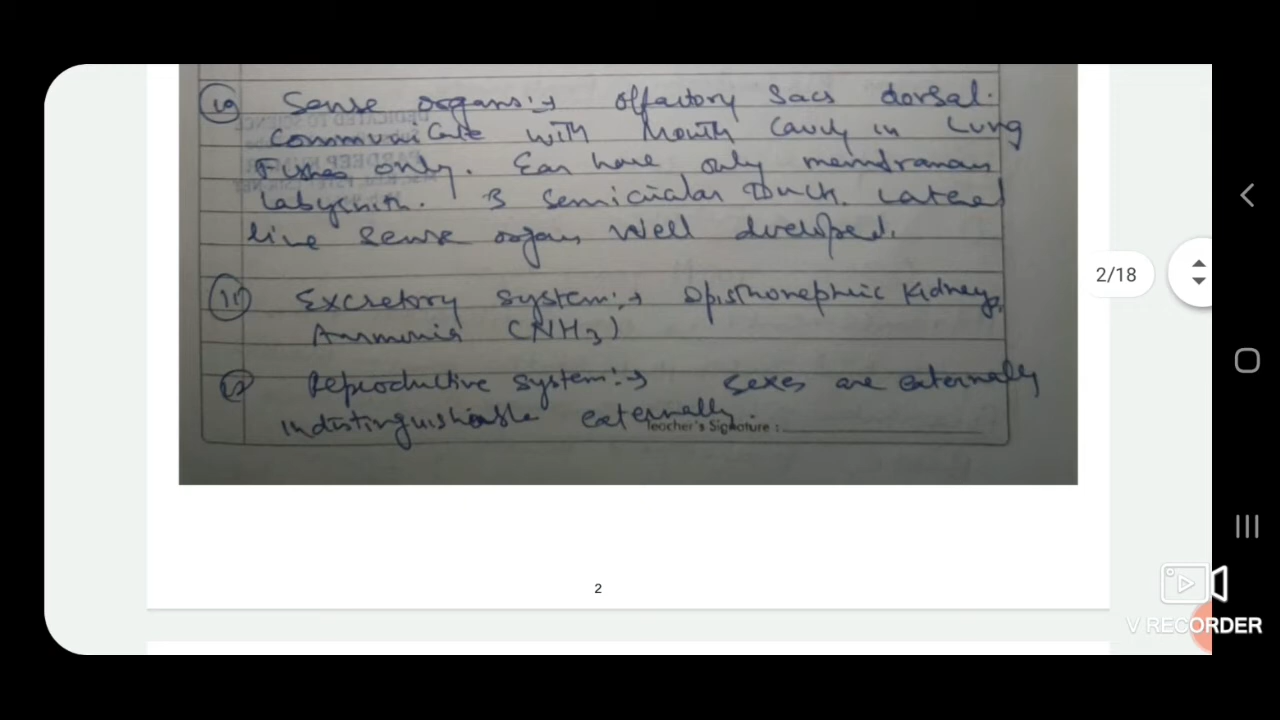 10 Sense organs:→ olfactory Sacs dorsal.
Communicate with Mouth Cavity in Lung
Fishes only. Ear have only membranous
labyrinth. 3 Semicircular Duct. Lateral
line sense organs Well developed.
11 Excretory system:→ Opisthonephric Kidneys,
Ammonia (NH3)
12 Reproductive system:→ Sexes are externally
indistinguishable externally.
Teacher's Signature :
2
2/18
V RECORDER